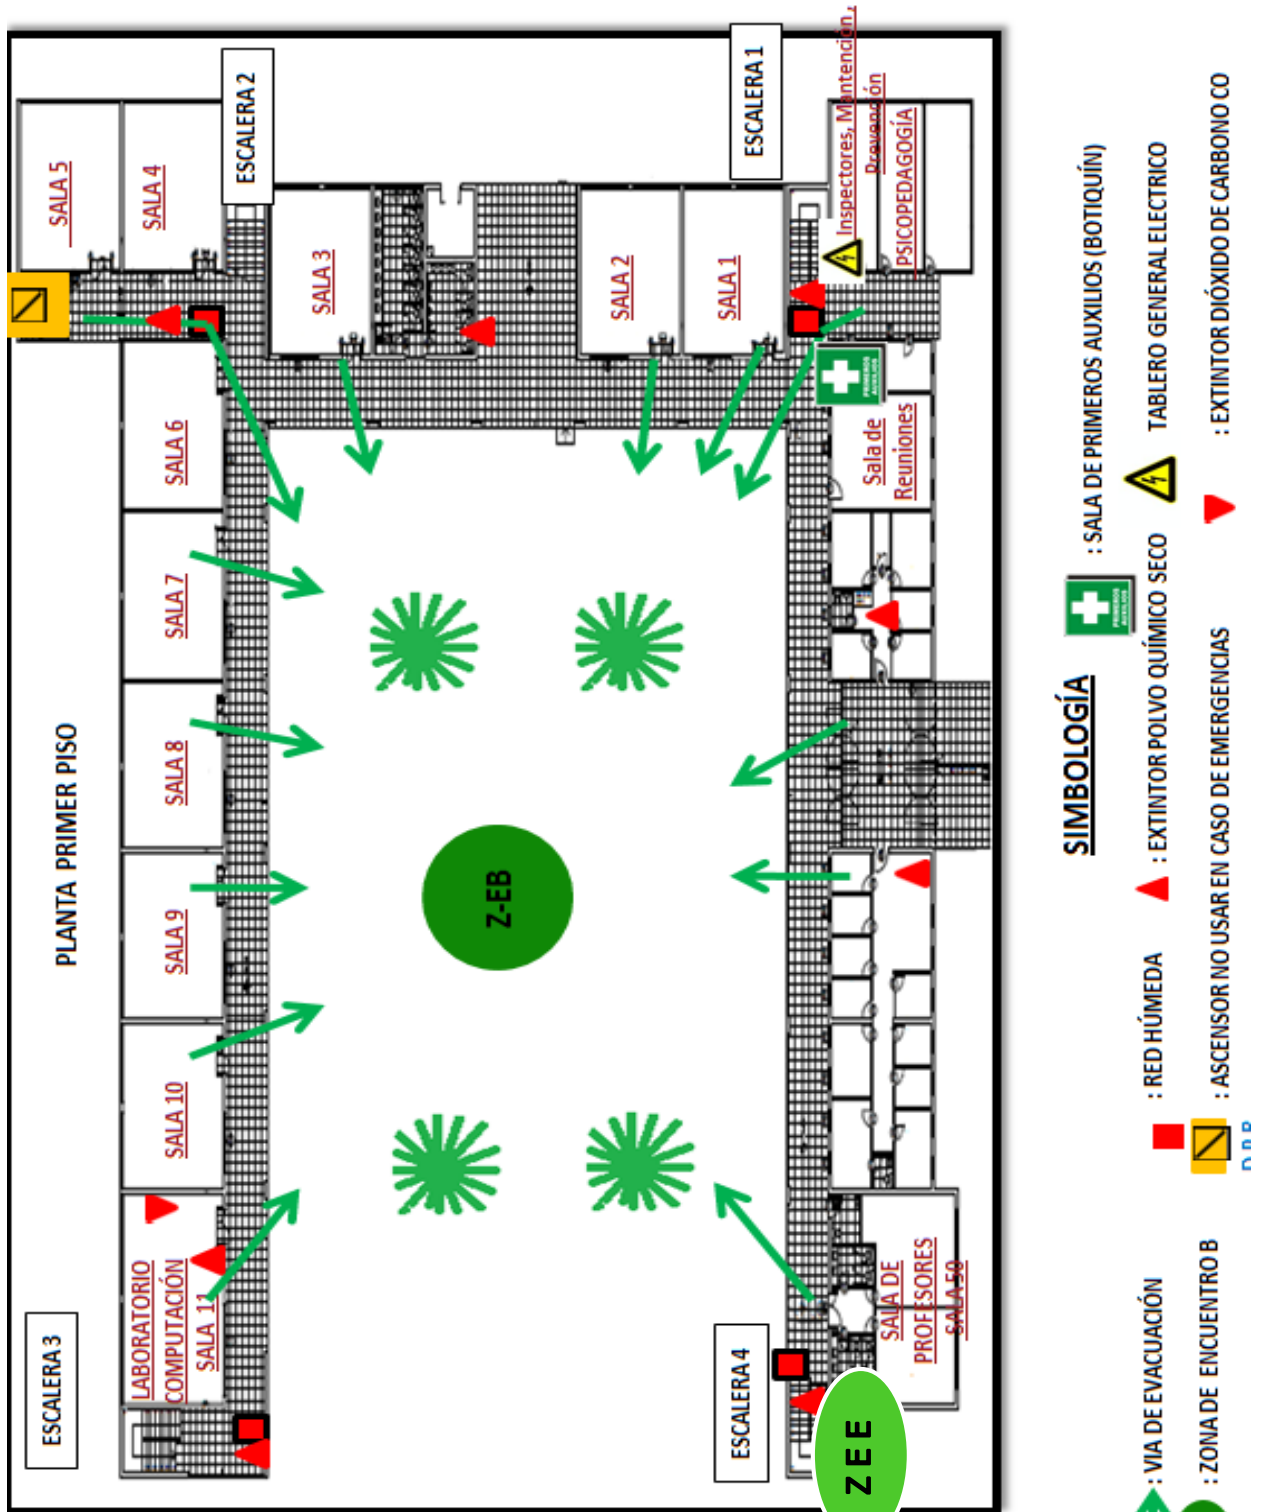 PLANTA PRIMER PISO
ESCALERA 3
ESCALERA 2
LABORATORIO
COMPUTACIÓN
SALA 11
SALA 10
SALA 9
SALA 8
SALA 7
SALA 6
SALA 5
SALA 4
SALA 3
SALA 2
SALA 1
Z-EB
ESCALERA 4
ESCALERA 1
Inspectores, Mantención ,
Prevención
PSICOPEDAGOGÍA
PRIMEROS
AUXILIOS
Sala de
Reuniones
SALA DE
PROFESORES
SALA 50
Z E E
SIMBOLOGÍA
PRIMEROS
AUXILIOS
: SALA DE PRIMEROS AUXILIOS (BOTIQUÍN)
: VIA DE EVACUACIÓN
: RED HÚMEDA
: EXTINTOR POLVO QUÍMICO SECO
TABLERO GENERAL ELECTRICO
: ZONA DE ENCUENTRO B
: ASCENSOR NO USAR EN CASO DE EMERGENCIAS
: EXTINTOR DIÓXIDO DE CARBONO CO